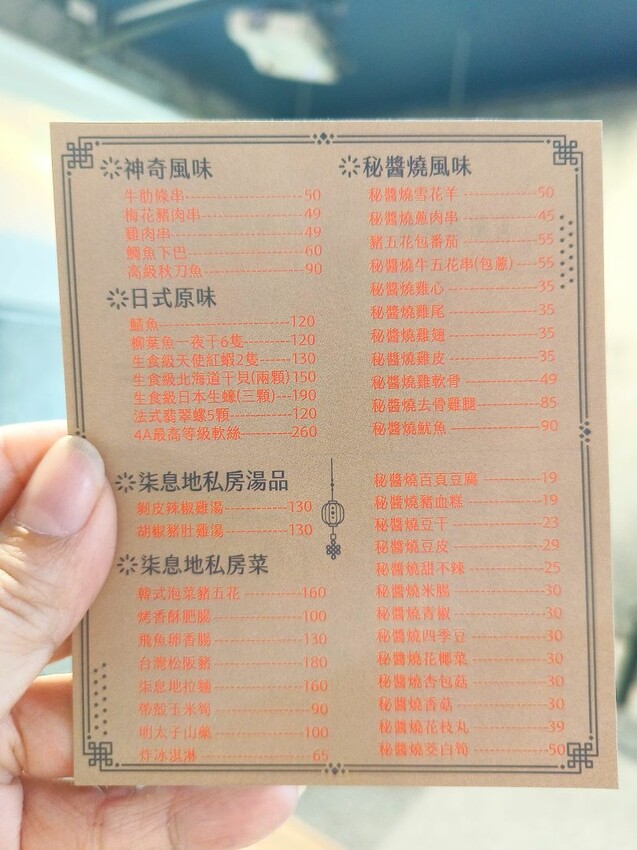 神奇風味
牛肋條串 50
梅花豬肉串 49
雞肉串 49
鯛魚下巴 60
高級秋刀魚 90
日式原味
鯖魚 120
柳葉魚一夜干6隻 120
生食級天使紅蝦2隻 130
生食級北海道干貝(兩顆)150
生食級日本生蠔(三顆) 190
法式翡翠螺5顆 120
4A最高等級軟絲 260
柒息地私房湯品
剝皮辣椒雞湯 130
胡椒豬肚雞湯 130
柒息地私房菜
韓式泡菜豬五花 160
烤香酥肥腸 100
飛魚卵香腸 130
台灣松阪豬 180
柒息地拉麵 160
帶殼玉米筍 90
明太子山藥 100
炸冰淇淋 65
秘醬燒風味
秘醬燒雪花羊 50
秘醬燒蔥肉串 45
豬五花包番茄 55
秘醬燒牛五花串(包蔥) 55
秘醬燒雞心 35
秘醬燒雞尾 35
秘醬燒雞翅 35
秘醬燒雞皮 35
秘醬燒雞軟骨 49
秘醬燒去骨雞腿 85
秘醬燒魷魚 90
秘醬燒百頁豆腐 19
秘醬燒豬血糕 19
秘醬燒豆干 23
秘醬燒豆皮 29
秘醬燒甜不辣 25
秘醬燒米腸 30
秘醬燒青椒 30
秘醬燒四季豆 30
秘醬燒花椰菜 30
秘醬燒杏包菇 30
秘醬燒香菇 30
秘醬燒花枝丸 39
秘醬燒茭白筍 50